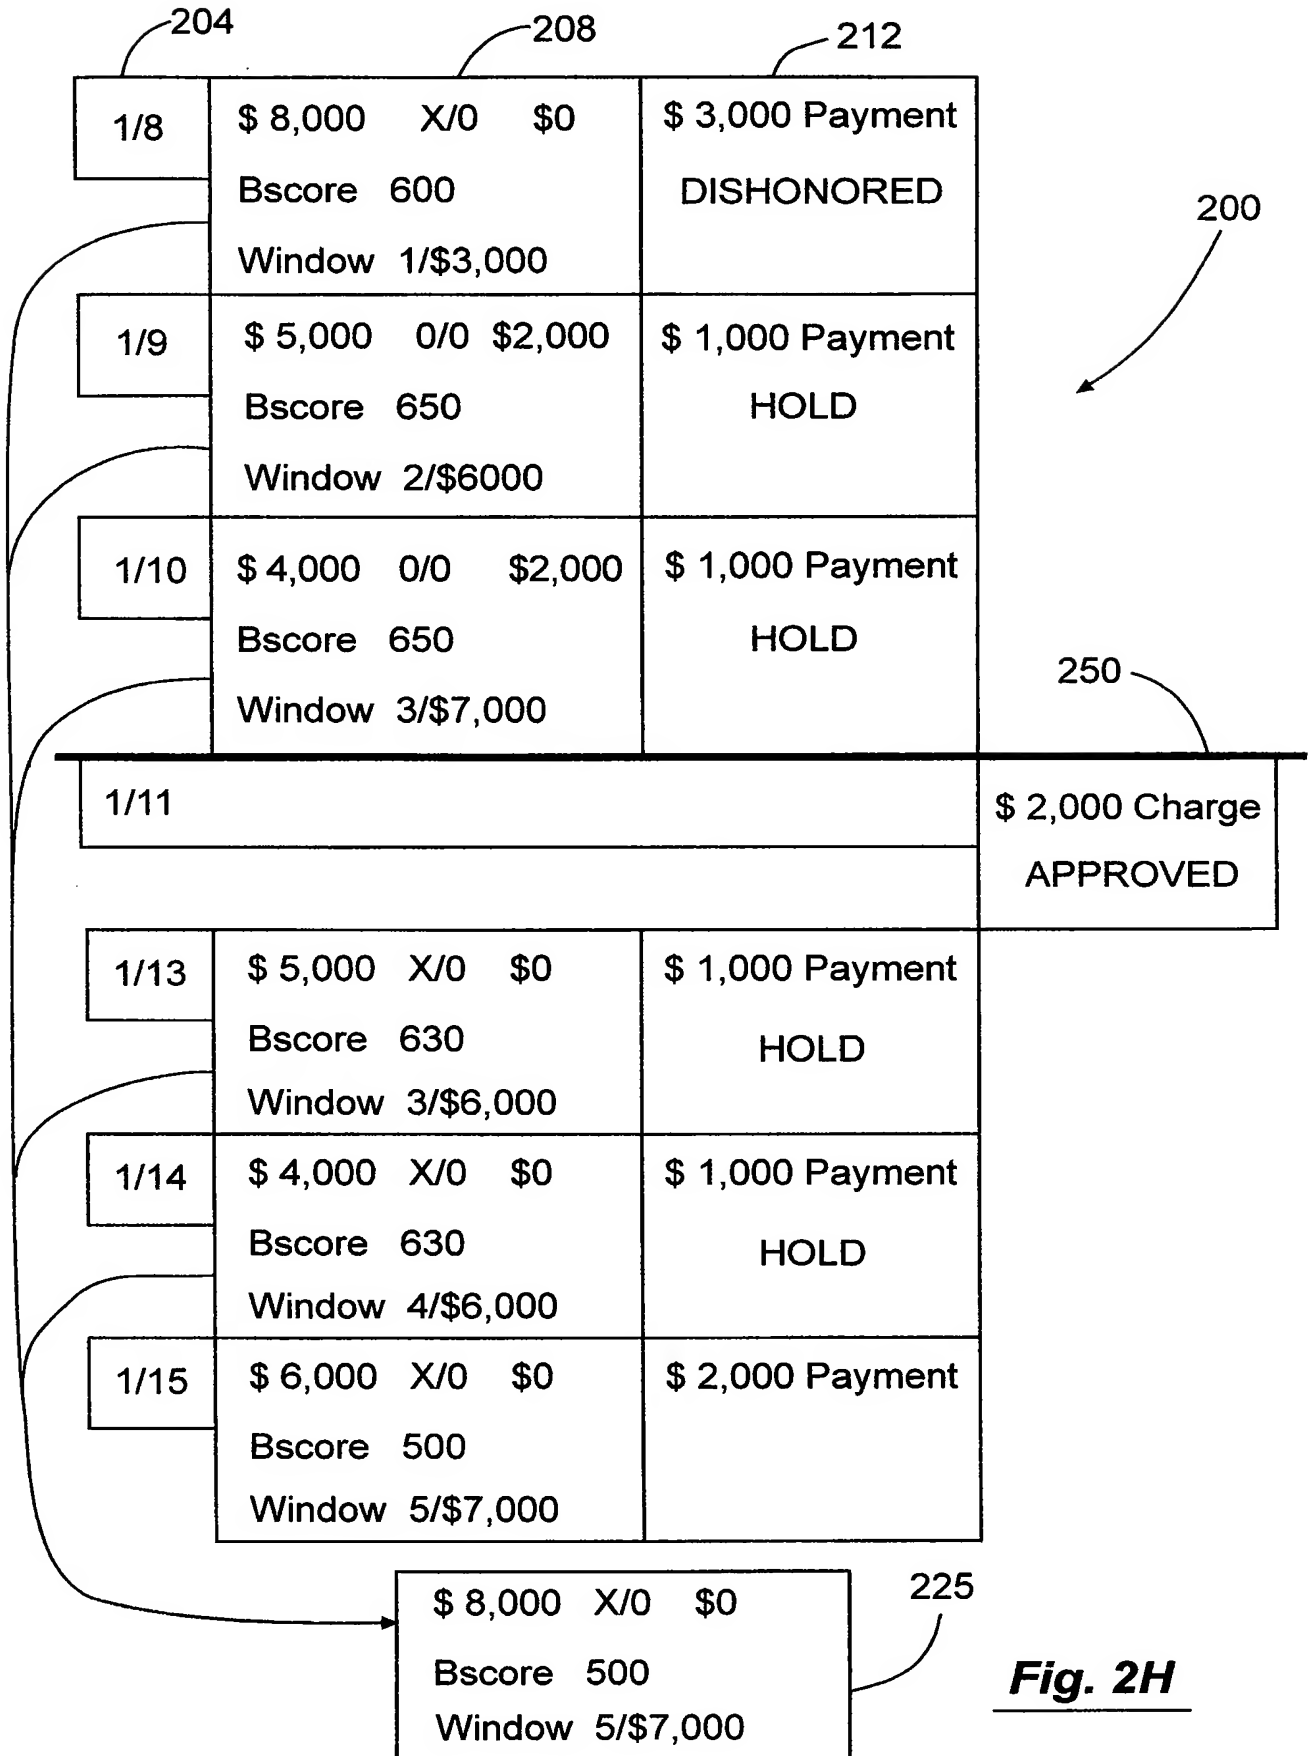 204
208
212
1/8
$ 8,000 X/0 $0
$ 3,000 Payment
Bscore 600
DISHONORED
Window 1/$3,000
200
1/9
$ 5,000 0/0 $2,000
$ 1,000 Payment
Bscore 650
HOLD
Window 2/$6000
1/10
$ 4,000 0/0 $2,000
$ 1,000 Payment
Bscore 650
HOLD
Window 3/$7,000
250
1/11
$ 2,000 Charge
APPROVED
1/13
$ 5,000 X/0 $0
$ 1,000 Payment
Bscore 630
HOLD
Window 3/$6,000
1/14
$ 4,000 X/0 $0
$ 1,000 Payment
Bscore 630
HOLD
Window 4/$6,000
1/15
$ 6,000 X/0 $0
$ 2,000 Payment
Bscore 500
Window 5/$7,000
$ 8,000 X/0 $0
225
Bscore 500
Window 5/$7,000
Fig. 2H